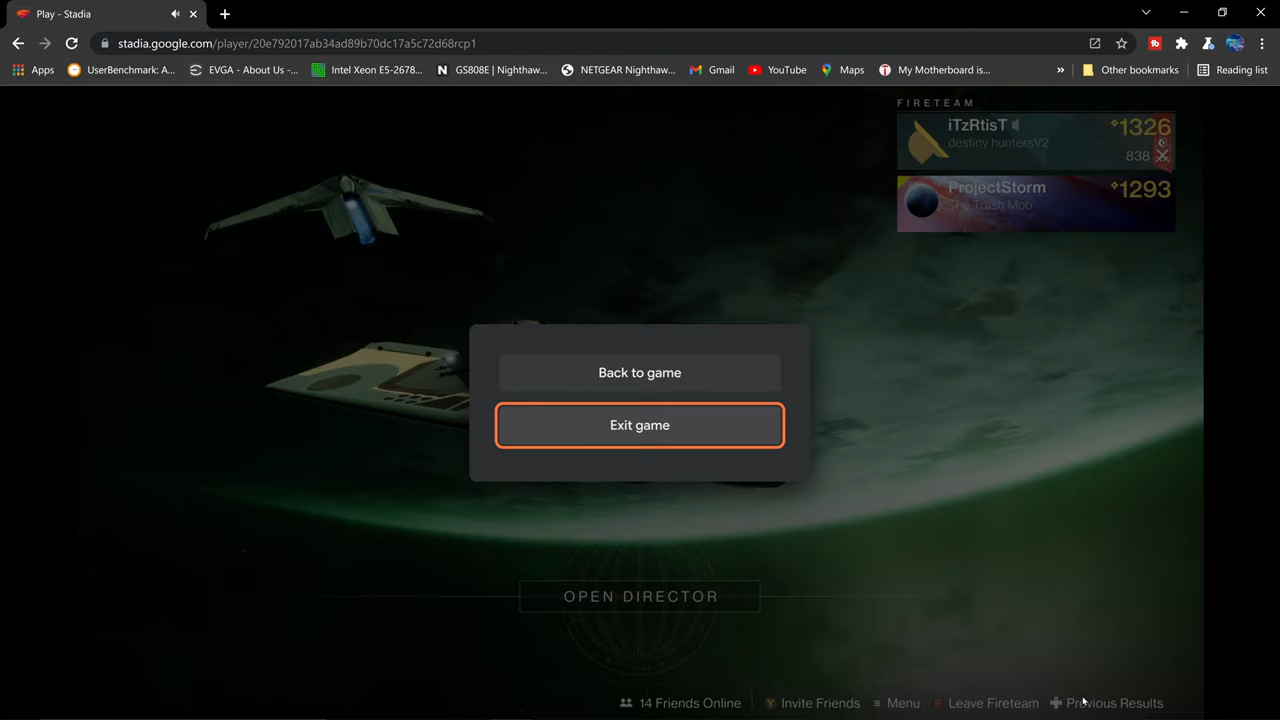 Play - Stadia
stadia.google.com/player/20e792017ab34ad89b70dc17a5c72d68rcp1
Apps UserBenchmark: A... EVGA - About Us -... Intel Xeon E5-2678... N GS808E | Nighthaw... NETGEAR Nighthaw... Gmail YouTube Maps My Motherboard is... » Other bookmarks Reading list
FIRETEAM
iTzRtisT 1326
destiny huntersV2 838
ProjectStorm 1293
The Trash Mob
Back to game
Exit game
OPEN DIRECTOR
14 Friends Online Y Invite Friends Menu B Leave Fireteam Previous Results